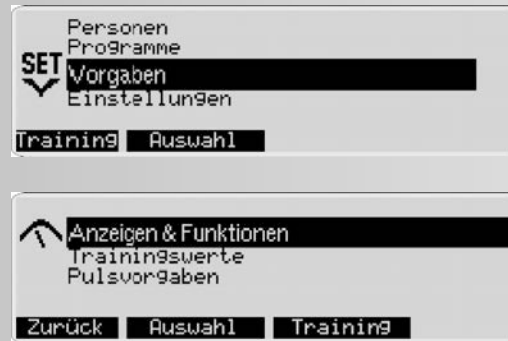 Personen
Programme
SET
Vorgaben
Einstellungen
Training Auswahl
Anzeigen & Funktionen
Trainingswerte
Pulsvorgaben
Zurück Auswahl Training